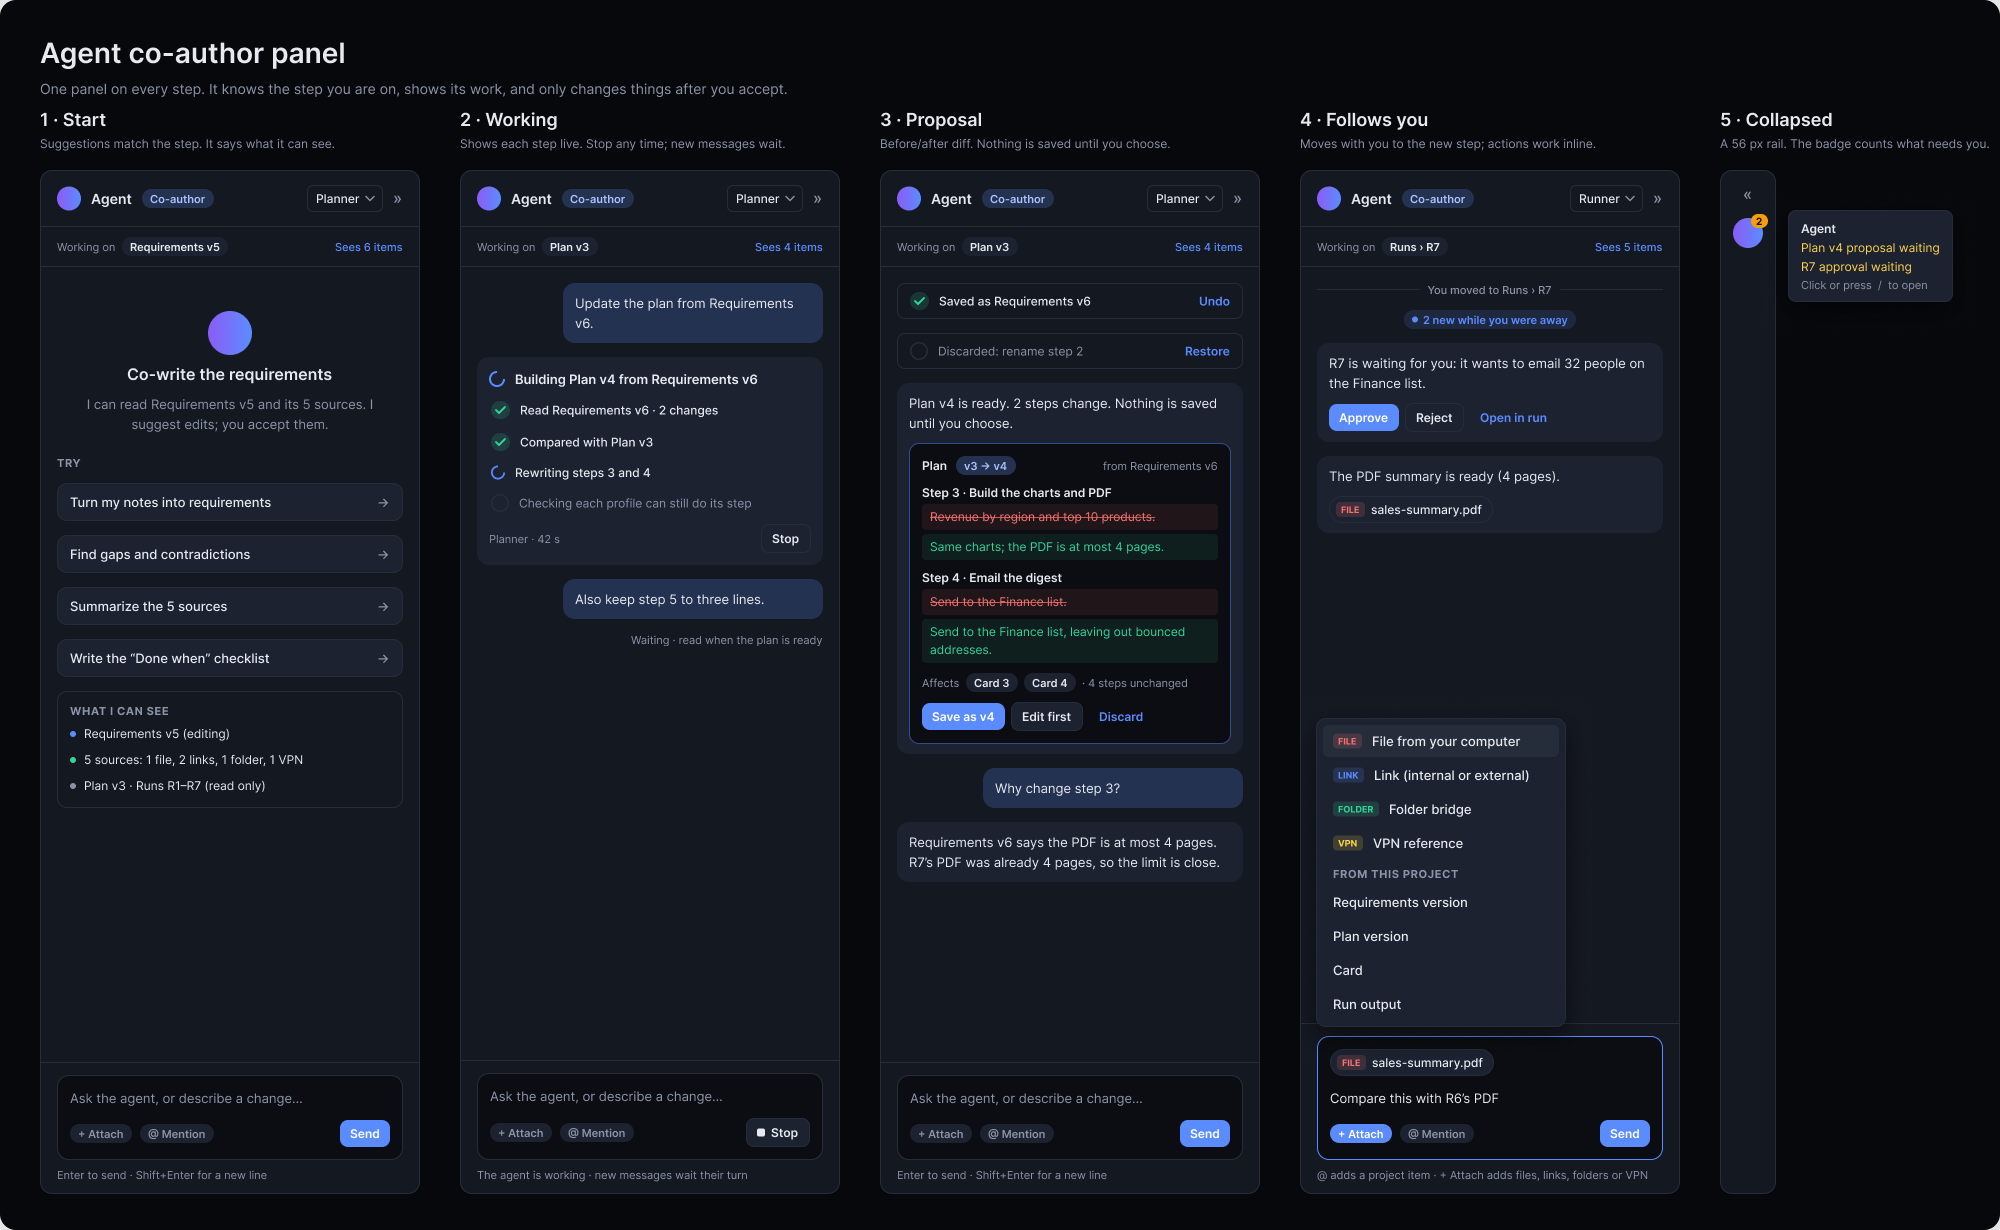 Agent co-author panel
One panel on every step. It knows the step you are on, shows its work, and only changes things after you accept.
1 · Start
Suggestions match the step. It says what it can see.
Agent
Co-author
Planner
»
Working on
Requirements v5
Sees 6 items
Co-write the requirements
I can read Requirements v5 and its 5 sources. I
suggest edits; you accept them.
TRY
Turn my notes into requirements →
Find gaps and contradictions →
Summarize the 5 sources →
Write the “Done when” checklist →
WHAT I CAN SEE
Requirements v5 (editing)
5 sources: 1 file, 2 links, 1 folder, 1 VPN
Plan v3 · Runs R1–R7 (read only)
Ask the agent, or describe a change...
+ Attach
@ Mention
Send
Enter to send · Shift+Enter for a new line
2 · Working
Shows each step live. Stop any time; new messages wait.
Agent
Co-author
Planner
»
Working on
Plan v3
Sees 4 items
Update the plan from Requirements
v6.
Building Plan v4 from Requirements v6
Read Requirements v6 · 2 changes
Compared with Plan v3
Rewriting steps 3 and 4
Checking each profile can still do its step
Planner · 42 s
Stop
Also keep step 5 to three lines.
Waiting · read when the plan is ready
Ask the agent, or describe a change...
+ Attach
@ Mention
Stop
The agent is working · new messages wait their turn
3 · Proposal
Before/after diff. Nothing is saved until you choose.
Agent
Co-author
Planner
»
Working on
Plan v3
Sees 4 items
Saved as Requirements v6
Undo
Discarded: rename step 2
Restore
Plan v4 is ready. 2 steps change. Nothing is saved
until you choose.
Plan
v3 → v4
from Requirements v6
Step 3 · Build the charts and PDF
Revenue by region and top 10 products.
Same charts; the PDF is at most 4 pages.
Step 4 · Email the digest
Send to the Finance list.
Send to the Finance list, leaving out bounced
addresses.
Affects
Card 3
Card 4
· 4 steps unchanged
Save as v4
Edit first
Discard
Why change step 3?
Requirements v6 says the PDF is at most 4 pages.
R7’s PDF was already 4 pages, so the limit is close.
Ask the agent, or describe a change...
+ Attach
@ Mention
Send
Enter to send · Shift+Enter for a new line
4 · Follows you
Moves with you to the new step; actions work inline.
Agent
Co-author
Runner
»
Working on
Runs › R7
Sees 5 items
You moved to Runs › R7
2 new while you were away
R7 is waiting for you: it wants to email 32 people on
the Finance list.
Approve
Reject
Open in run
The PDF summary is ready (4 pages).
FILE sales-summary.pdf
FILE File from your computer
LINK Link (internal or external)
FOLDER Folder bridge
VPN VPN reference
FROM THIS PROJECT
Requirements version
Plan version
Card
Run output
FILE sales-summary.pdf
Compare this with R6’s PDF
+ Attach
@ Mention
Send
@ adds a project item · + Attach adds files, links, folders or VPN
5 · Collapsed
A 56 px rail. The badge counts what needs you.
«
2
Agent
Plan v4 proposal waiting
R7 approval waiting
Click or press / to open